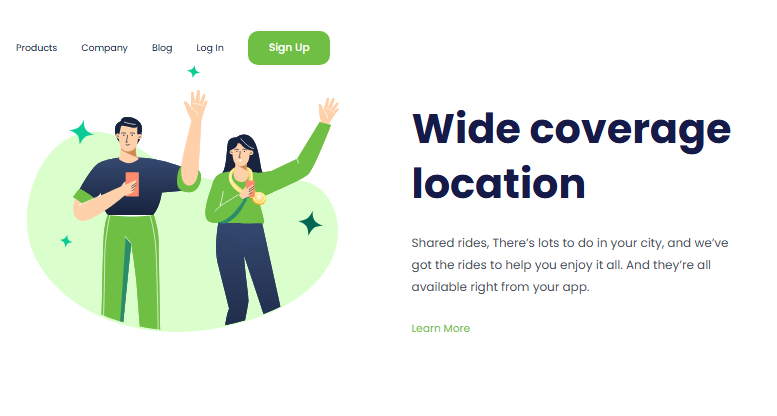 Products Company Blog Log In Sign Up
Wide coverage
location
Shared rides, There's lots to do in your city, and we've
got the rides to help you enjoy it all. And they're all
available right from your app.
Learn More